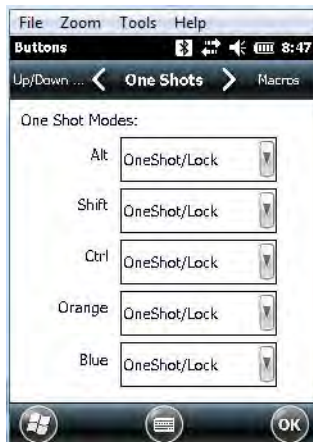 File Zoom Tools Help
Buttons 8:47
Up/Down ... One Shots Macros
One Shot Modes:
Alt OneShot/Lock
Shift OneShot/Lock
Ctrl OneShot/Lock
Orange OneShot/Lock
Blue OneShot/Lock
OK